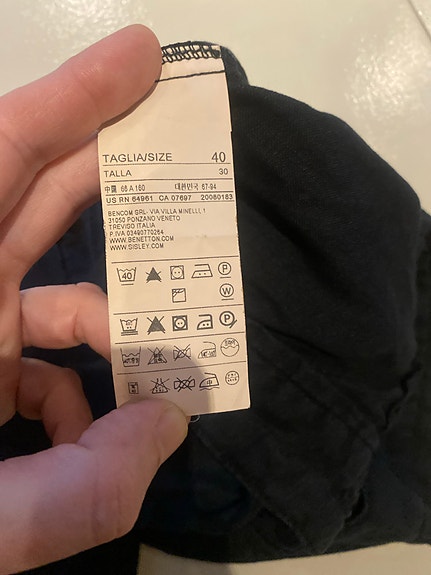 TAGLIA/SIZE 40
TALLA 30
中國 66 A 160 대한민국 67-94
US RN 64961 CA 07697 20080183
BENCOM SRL- VIA VILLA MINELLI, 1
31050 PONZANO VENETO
TREVISO ITALIA
P.IVA 03490770264
WWW.BENETTON.COM
WWW.SISLEY.COM
40 P
W